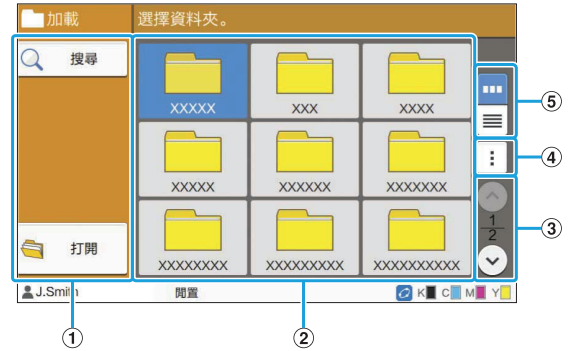 加載
選擇資料夾。
搜尋
打開
XXXXX
XXX
XXXX
XXXXX
XXXXXX
XXXXXXX
XXXXXXXX
XXXXXXXXX
XXXXXXXXXX
⑤
④
1
2
③
J.Smith
閒置
K C M Y
①
②